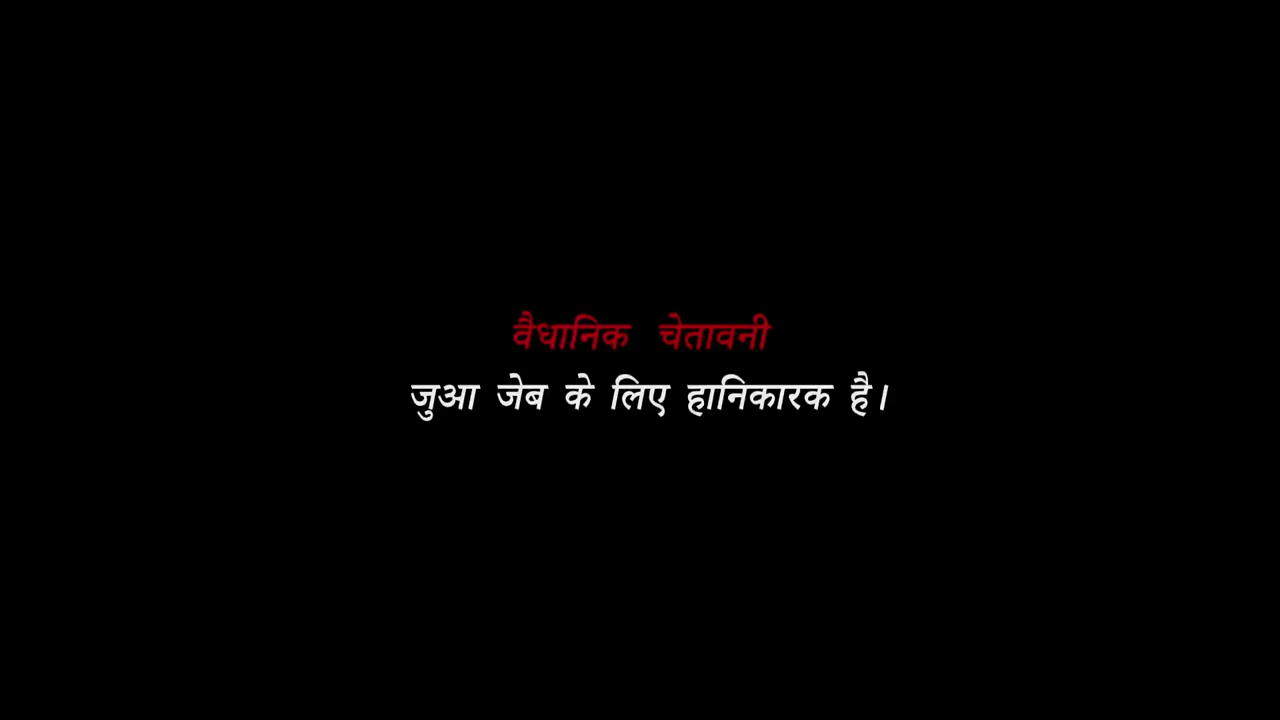 वैधानिक चेतावनी
जुआ जेब के लिए हानिकारक है।